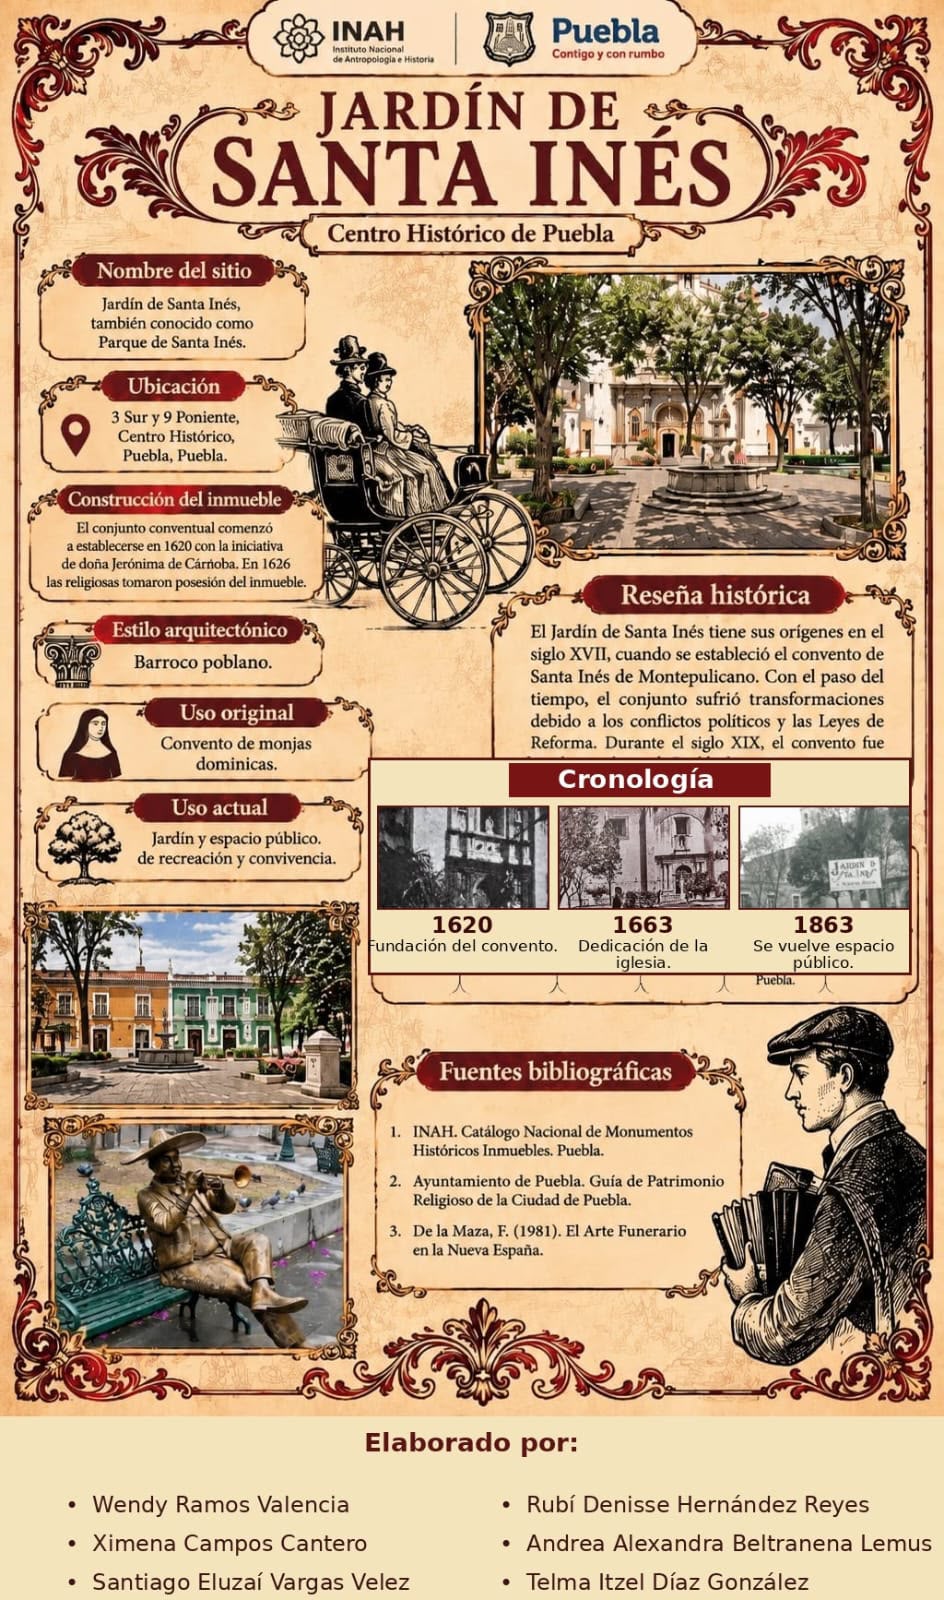 INAH
Instituto Nacional
de Antropología e Historia
Puebla
Contigo y con rumbo
JARDÍN DE
SANTA INÉS
Centro Histórico de Puebla
Nombre del sitio
Jardín de Santa Inés,
también conocido como
Parque de Santa Inés.
Ubicación
3 Sur y 9 Poniente,
Centro Histórico,
Puebla, Puebla.
Construcción del inmueble
El conjunto conventual comenzó
a establecerse en 1620 con la iniciativa
de doña Jerónima de
En 1626
las religiosas tomaron posesión del inmueble.
Estilo arquitectónico
Barroco poblano.
Uso original
Convento de monjas
dominicas.
Uso actual
Jardín y espacio público.
de recreación y convivencia.
Reseña histórica
El Jardín de Santa Inés tiene sus orígenes en el
siglo XVII, cuando se estableció el convento de
Santa Inés de Montepulicano. Con el paso del
tiempo, el conjunto sufrió transformaciones
debido a los conflictos políticos y las Leyes de
Reforma. Durante el siglo XIX, el convento fue
Cronología
JARDIN D
STA. INES
1620
Fundación del convento.
1663
Dedicación de la
iglesia.
1863
Se vuelve espacio
público.
Puebla.
Fuentes bibliográficas
1. INAH. Catálogo Nacional de Monumentos
Históricos Inmuebles. Puebla.
2. Ayuntamiento de Puebla. Guía de Patrimonio
Religioso de la Ciudad de Puebla.
3. De la Maza, F. (1981). El Arte Funerario
en la Nueva España.
Elaborado por:
• Wendy Ramos Valencia
• Ximena Campos Cantero
• Santiago Eluzaí Vargas Velez
• Rubí Denisse Hernández Reyes
• Andrea Alexandra Beltranena Lemus
• Telma Itzel Díaz González